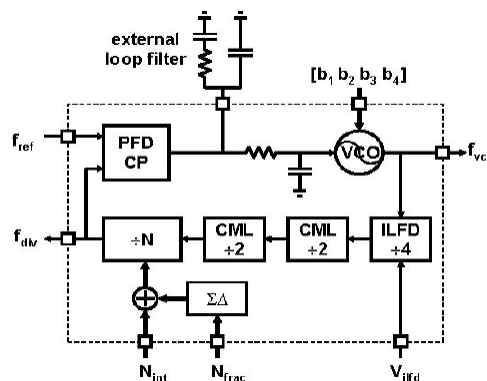 external
loop filter
[b1 b2 b3 b4]
fref
PFD
CP
VCO
fvc
fdiv
÷N
CML
÷2
CML
÷2
ILFD
÷4
ΣΔ
Nint
Nfrac
Vilfd